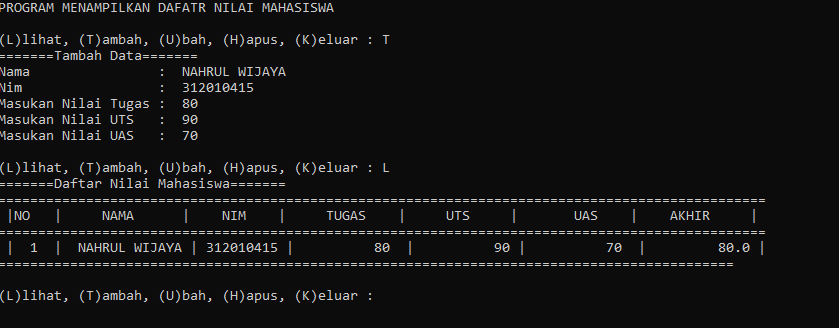 PROGRAM MENAMPILKAN DAFATR NILAI MAHASISWA
(L)lihat, (T)ambah, (U)bah, (H)apus, (K)eluar : T
=======Tambah Data=======
Nama                :  NAHRUL WIJAYA
Nim                 :  312010415
Masukan Nilai Tugas :  80
Masukan Nilai UTS   :  90
Masukan Nilai UAS   :  70
(L)lihat, (T)ambah, (U)bah, (H)apus, (K)eluar : L
=======Daftar Nilai Mahasiswa=======
================================================================================================
 |NO   |     NAMA      |    NIM    |     TUGAS    |     UTS     |       UAS    |    AKHIR     |
================================================================================================
 |  1  |  NAHRUL WIJAYA | 312010415 |          80  |          90 |          70  |         80.0 |
============================================================================================
(L)lihat, (T)ambah, (U)bah, (H)apus, (K)eluar :